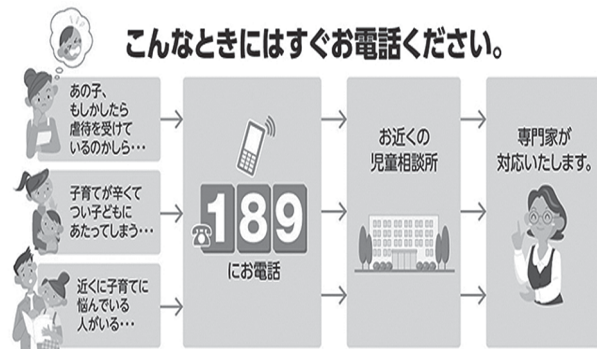 こんなときにはすぐお電話ください。
あの子、
もしかしたら
虐待を受けて
いるのかしら･･･
子育てが辛くて
つい子どもに
あたってしまう･･･
近くに子育てに
悩んでいる
人がいる･･･
189
にお電話
お近くの
児童相談所
専門家が
対応いたします。